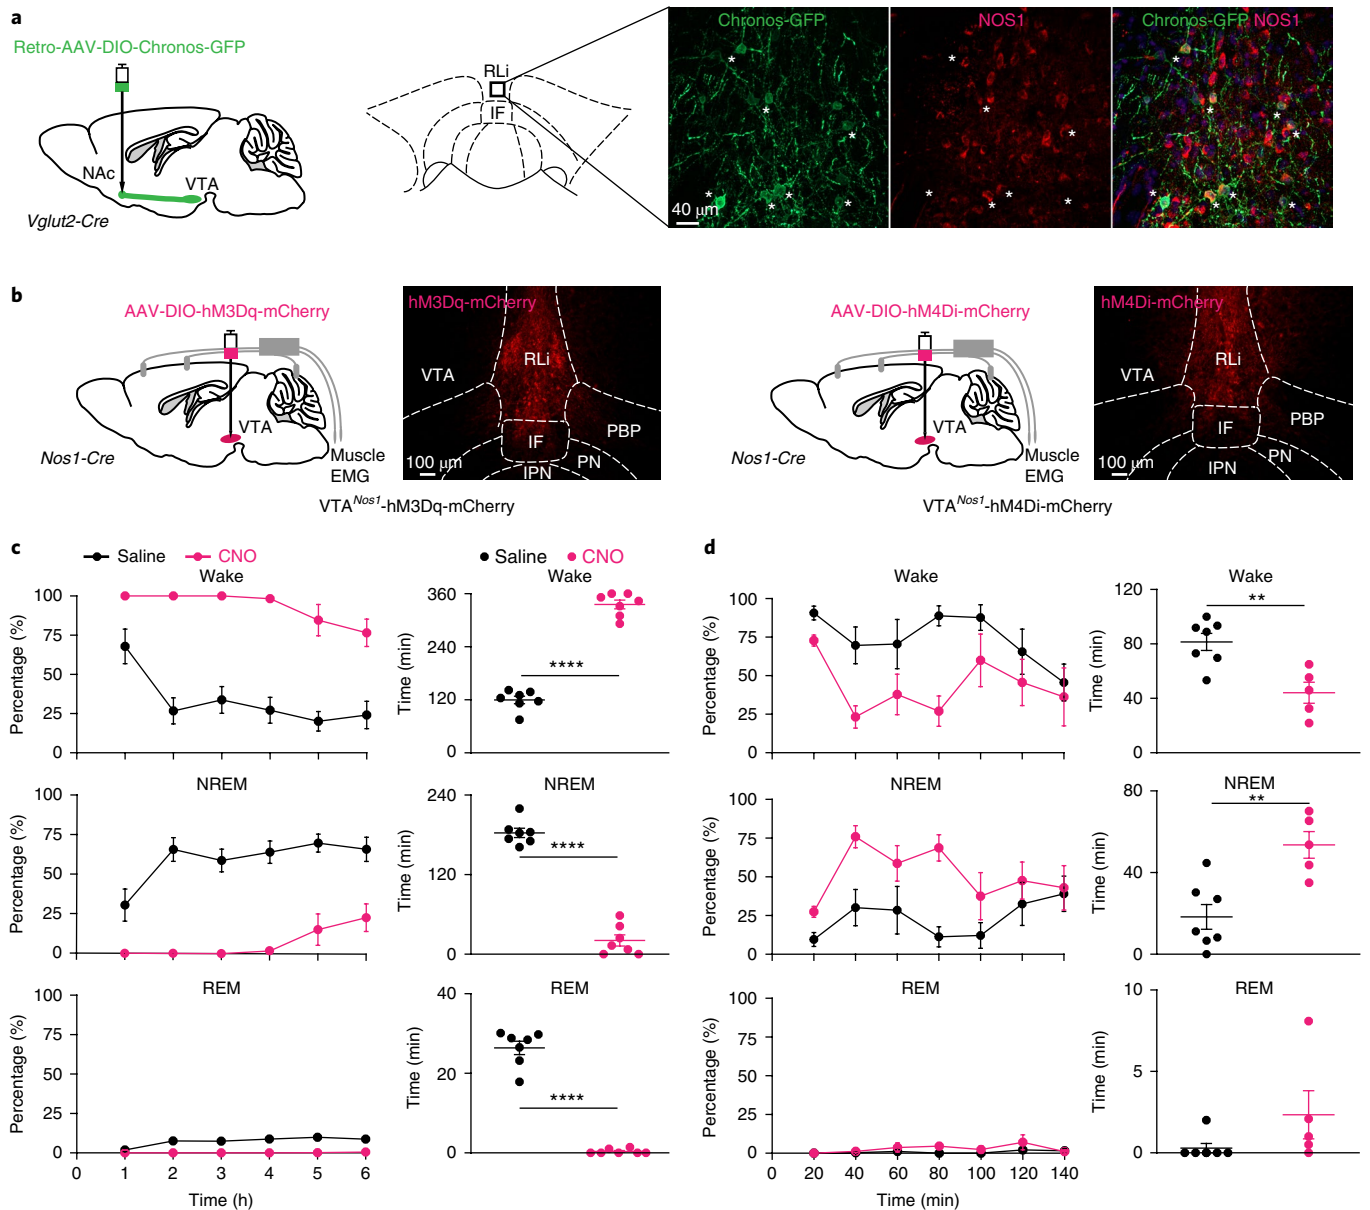 a
Retro-AAV-DIO-Chronos-GFP
NAc
VTA
Vglut2-Cre
RLi
IF
Chronos-GFP
NOS1
Chronos-GFP NOS1
* * * * * * *
40 μm
b
AAV-DIO-hM3Dq-mCherry
VTA
Nos1-Cre
Muscle
EMG
hM3Dq-mCherry
VTA
RLi
IF
PBP
PN
IPN
100 μm
VTANos1-hM3Dq-mCherry
AAV-DIO-hM4Di-mCherry
VTA
Nos1-Cre
Muscle
EMG
hM4Di-mCherry
VTA
RLi
IF
PBP
PN
IPN
100 μm
VTANos1-hM4Di-mCherry
c
Saline CNO
Wake
Percentage (%)
100
75
50
25
0
Saline CNO
Wake
Time (min)
360
240
120
0
****
NREM
Percentage (%)
100
75
50
25
0
NREM
Time (min)
240
120
0
****
REM
Percentage (%)
100
75
50
25
0
0 1 2 3 4 5 6
Time (h)
REM
Time (min)
40
20
0
****
d
Wake
Percentage (%)
100
75
50
25
0
Wake
Time (min)
120
80
40
0
**
NREM
Percentage (%)
100
75
50
25
0
NREM
Time (min)
80
40
0
**
REM
Percentage (%)
100
75
50
25
0
0 20 40 60 80 100 120 140
Time (min)
REM
Time (min)
10
5
0